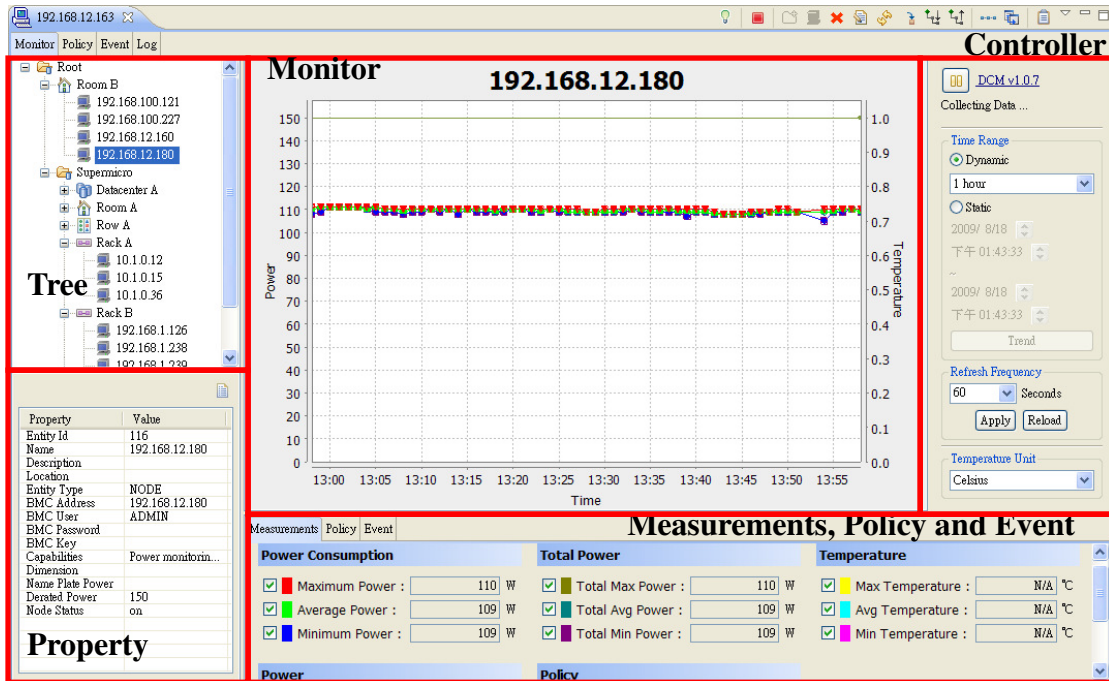 192.168.12.163
Monitor Policy Event Log
Controller
Root
Room B
192.168.100.121
192.168.100.227
192.168.12.160
192.168.12.180
Supermicro
Datacenter A
Room A
Row A
Rack A
10.1.0.12
10.1.0.15
10.1.0.36
Rack B
192.168.1.126
192.168.1.238
192.168.1.239
Tree
Monitor
192.168.12.180
150
140
130
120
110
100
90
80
70
60
50
40
30
20
10
0
Power
1.0
0.9
0.8
0.7
0.6
0.5
0.4
0.3
0.2
0.1
0.0
Temperature
13:00 13:05 13:10 13:15 13:20 13:25 13:30 13:35 13:40 13:45 13:50 13:55
Time
DCM v1.0.7
Collecting Data ...
Time Range
Dynamic
1 hour
Static
2009/ 8/18
下午 01:43:33
~
2009/ 8/18
下午 01:43:33
Trend
Refresh Frequency
60 Seconds
Apply Reload
Temperature Unit
Celsius
Property Value
Entity Id 116
Name 192.168.12.180
Description
Location
Entity Type NODE
BMC Address 192.168.12.180
BMC User ADMIN
BMC Password
BMC Key
Capabilities Power monitorin...
Dimension
Name Plate Power
Derated Power 150
Node Status on
Property
Measurements Policy Event
Measurements, Policy and Event
Power Consumption
Maximum Power : 110 W
Average Power : 109 W
Minimum Power : 109 W
Total Power
Total Max Power : 110 W
Total Avg Power : 109 W
Total Min Power : 109 W
Temperature
Max Temperature : N/A °C
Avg Temperature : N/A °C
Min Temperature : N/A °C
Power
Policy